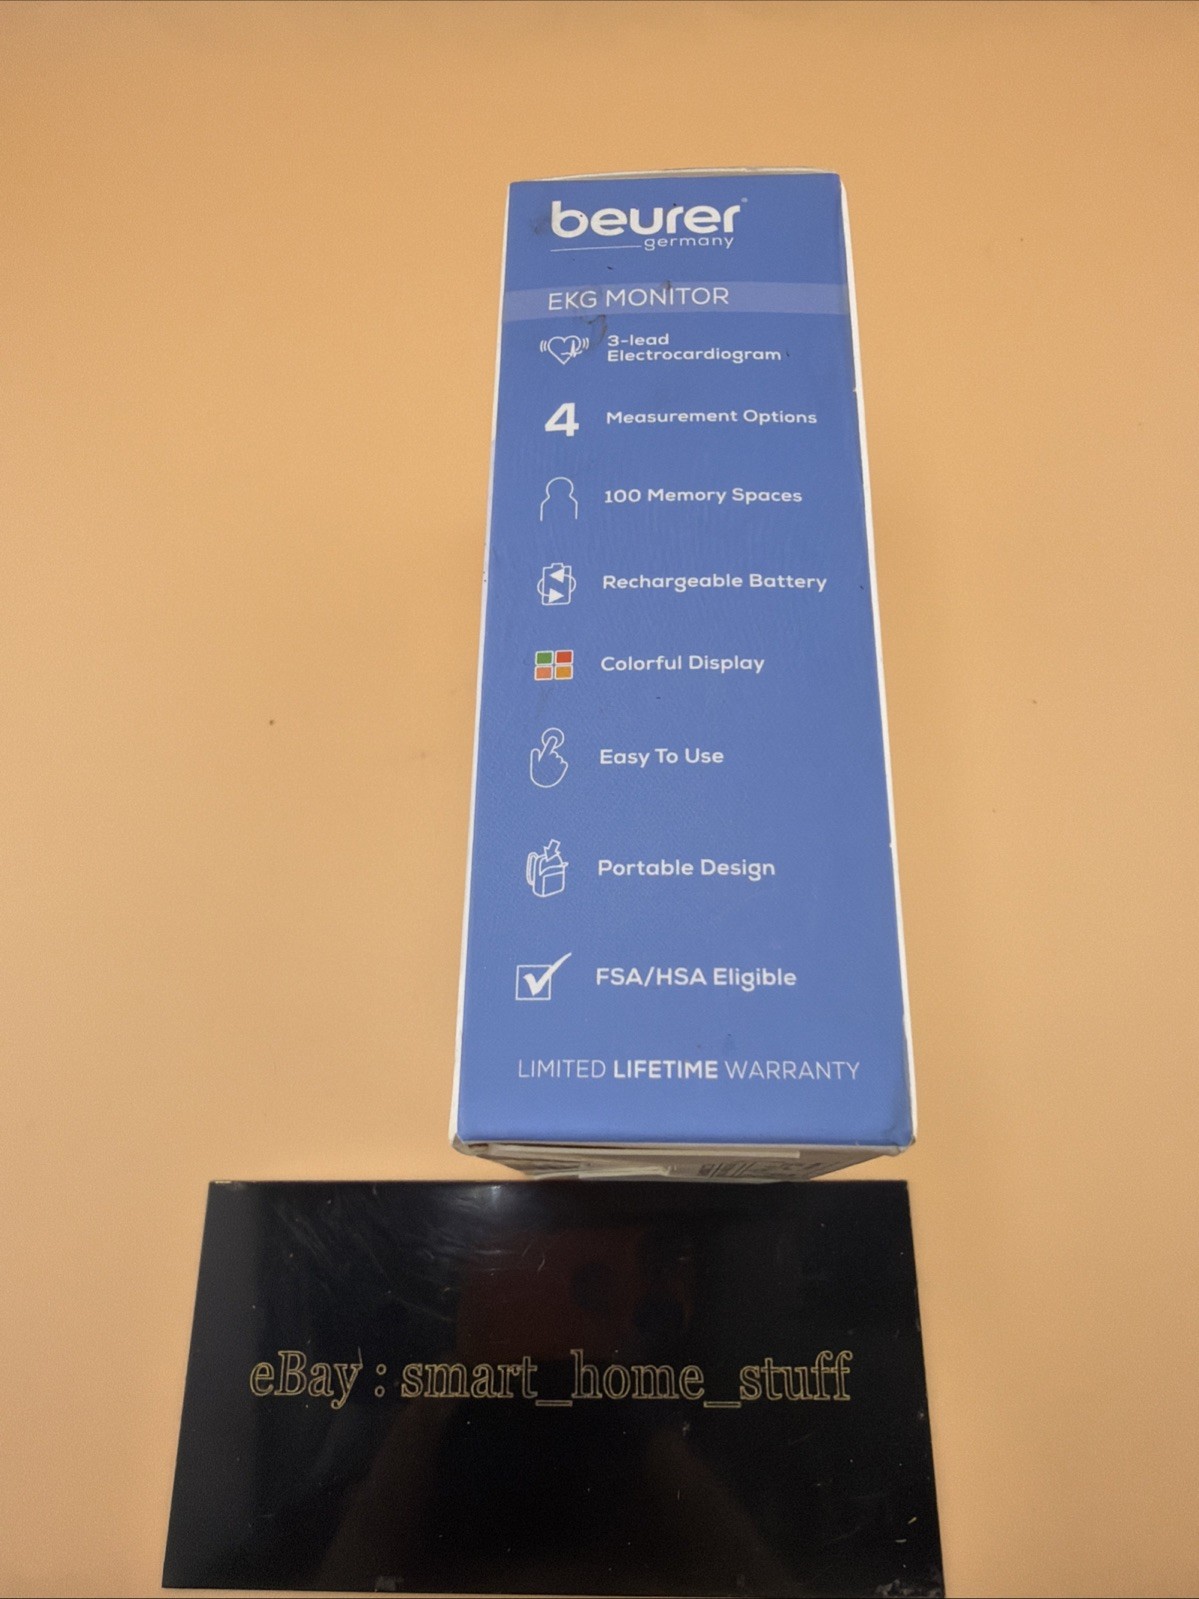 beurer
germany
EKG MONITOR
3-lead
Electrocardiogram
4 Measurement Options
100 Memory Spaces
Rechargeable Battery
Colorful Display
Easy To Use
Portable Design
FSA/HSA Eligible
LIMITED LIFETIME WARRANTY
eBay : smart_home_stuff